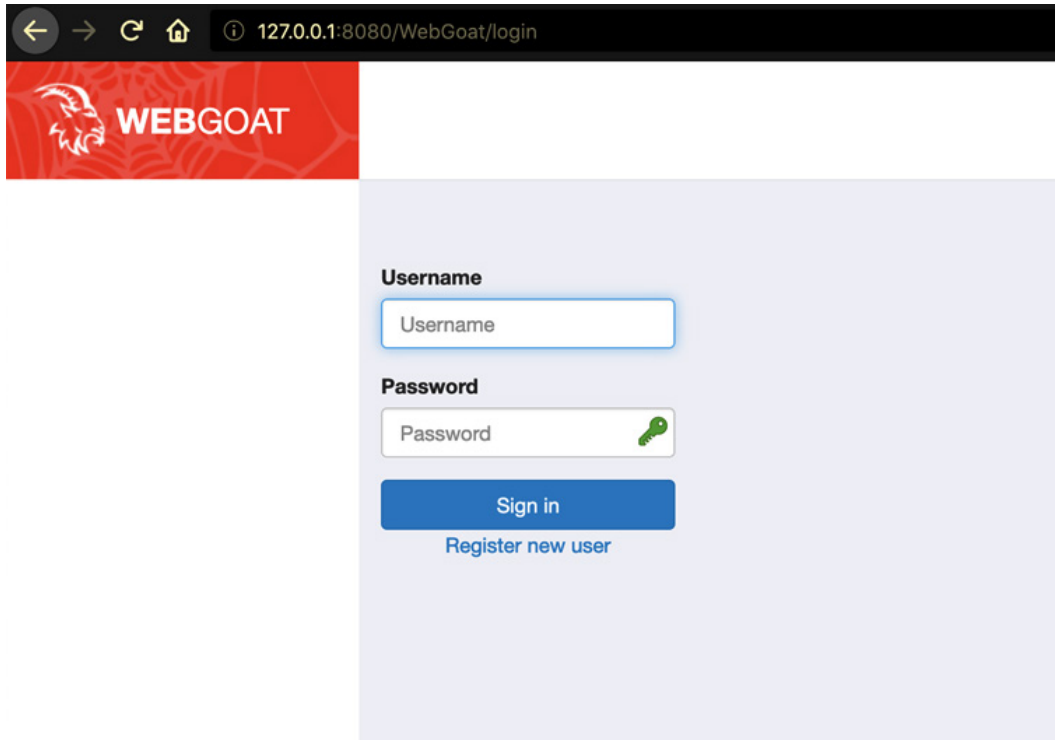 127.0.0.1:8080/WebGoat/login
WEBGOAT
Username
Username
Password
Password
Sign in
Register new user